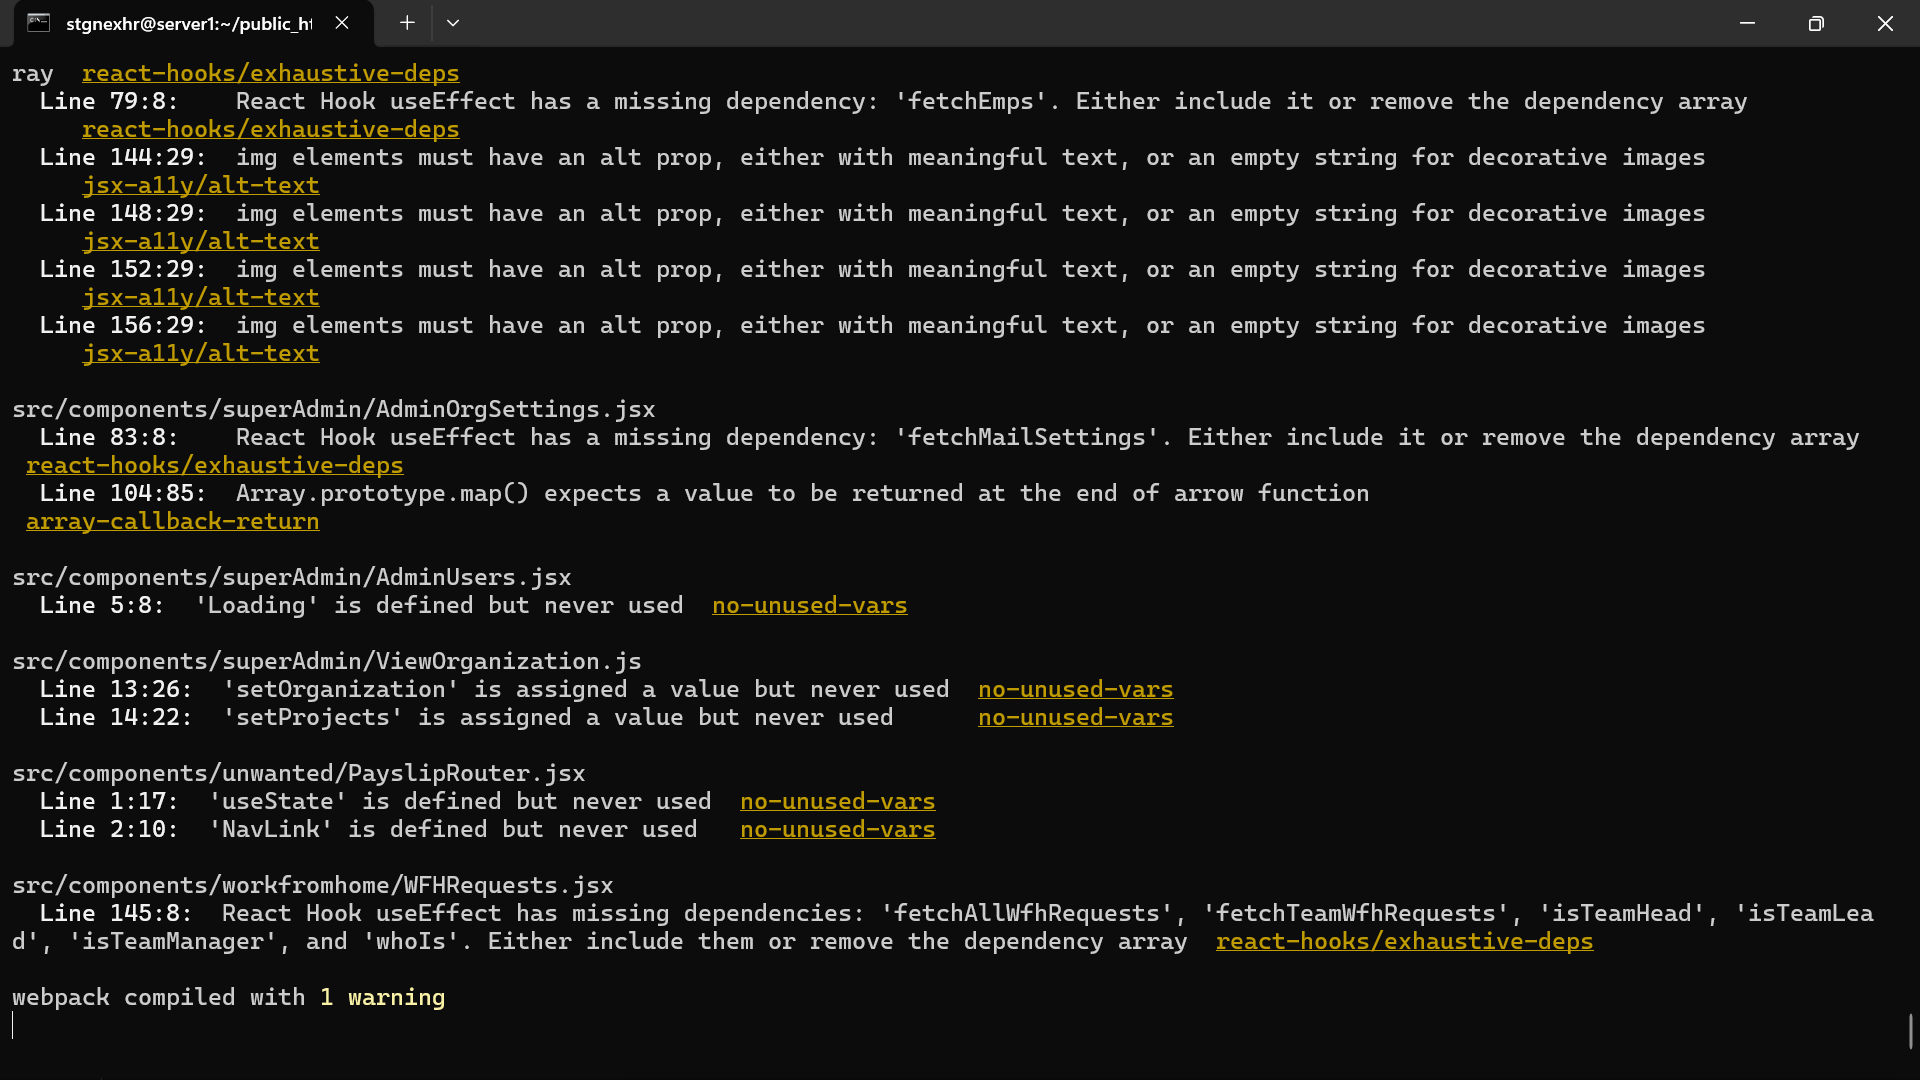 stgnexhr@server1:~/public_ht
ray  react-hooks/exhaustive-deps
  Line 79:8:    React Hook useEffect has a missing dependency: 'fetchEmps'. Either include it or remove the dependency array
     react-hooks/exhaustive-deps
  Line 144:29:  img elements must have an alt prop, either with meaningful text, or an empty string for decorative images
     jsx-a11y/alt-text
  Line 148:29:  img elements must have an alt prop, either with meaningful text, or an empty string for decorative images
     jsx-a11y/alt-text
  Line 152:29:  img elements must have an alt prop, either with meaningful text, or an empty string for decorative images
     jsx-a11y/alt-text
  Line 156:29:  img elements must have an alt prop, either with meaningful text, or an empty string for decorative images
     jsx-a11y/alt-text

src/components/superAdmin/AdminOrgSettings.jsx
  Line 83:8:    React Hook useEffect has a missing dependency: 'fetchMailSettings'. Either include it or remove the dependency array
 react-hooks/exhaustive-deps
  Line 104:85:  Array.prototype.map() expects a value to be returned at the end of arrow function
 array-callback-return

src/components/superAdmin/AdminUsers.jsx
  Line 5:8:  'Loading' is defined but never used  no-unused-vars

src/components/superAdmin/ViewOrganization.js
  Line 13:26:  'setOrganization' is assigned a value but never used  no-unused-vars
  Line 14:22:  'setProjects' is assigned a value but never used      no-unused-vars

src/components/unwanted/PayslipRouter.jsx
  Line 1:17:  'useState' is defined but never used  no-unused-vars
  Line 2:10:  'NavLink' is defined but never used   no-unused-vars

src/components/workfromhome/WFHRequests.jsx
  Line 145:8:  React Hook useEffect has missing dependencies: 'fetchAllWfhRequests', 'fetchTeamWfhRequests', 'isTeamHead', 'isTeamLea
d', 'isTeamManager', and 'whoIs'. Either include them or remove the dependency array  react-hooks/exhaustive-deps

webpack compiled with 1 warning